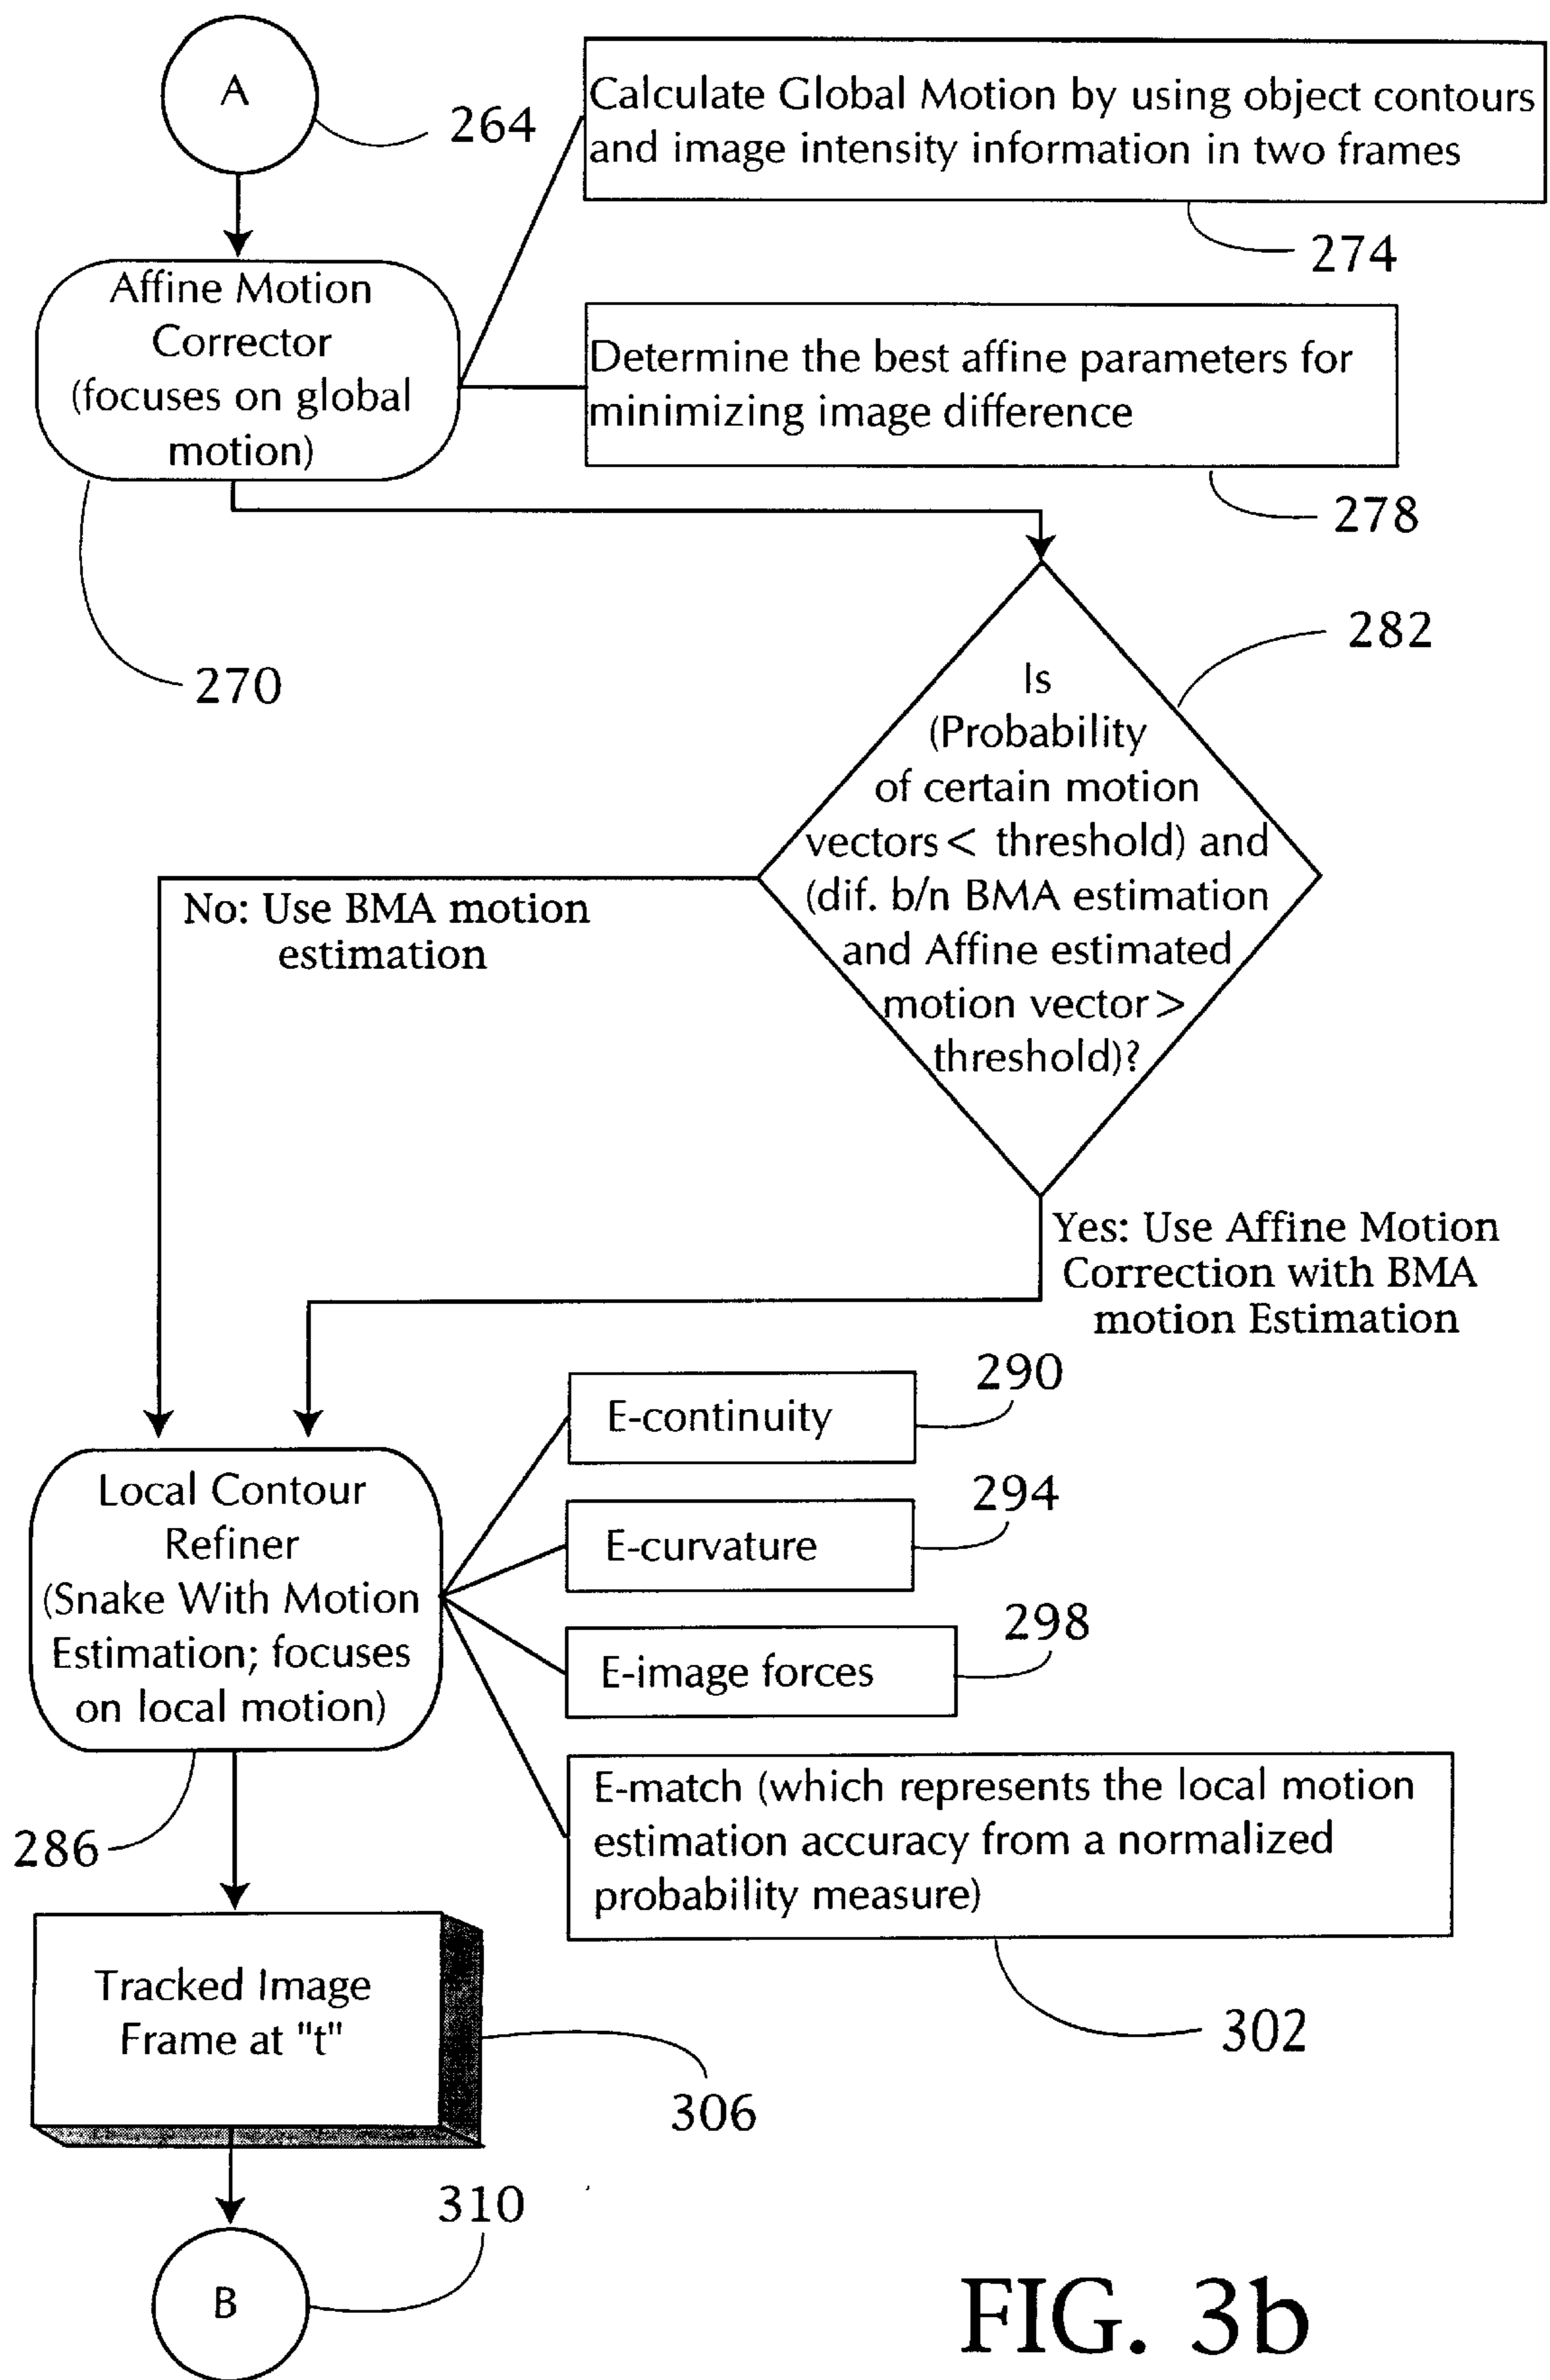 A
264
Calculate Global Motion by using object contours
and image intensity information in two frames
274
Affine Motion
Corrector
(focuses on global
motion)
270
Determine the best affine parameters for
minimizing image difference
278
282
Is
(Probability
of certain motion
vectors < threshold) and
(dif. b/n BMA estimation
and Affine estimated
motion vector >
threshold)?
No: Use BMA motion
estimation
Yes: Use Affine Motion
Correction with BMA
motion Estimation
290
E-continuity
294
E-curvature
298
E-image forces
Local Contour
Refiner
(Snake With Motion
Estimation; focuses
on local motion)
286
E-match (which represents the local motion
estimation accuracy from a normalized
probability measure)
302
Tracked Image
Frame at "t"
306
310
B
FIG. 3b